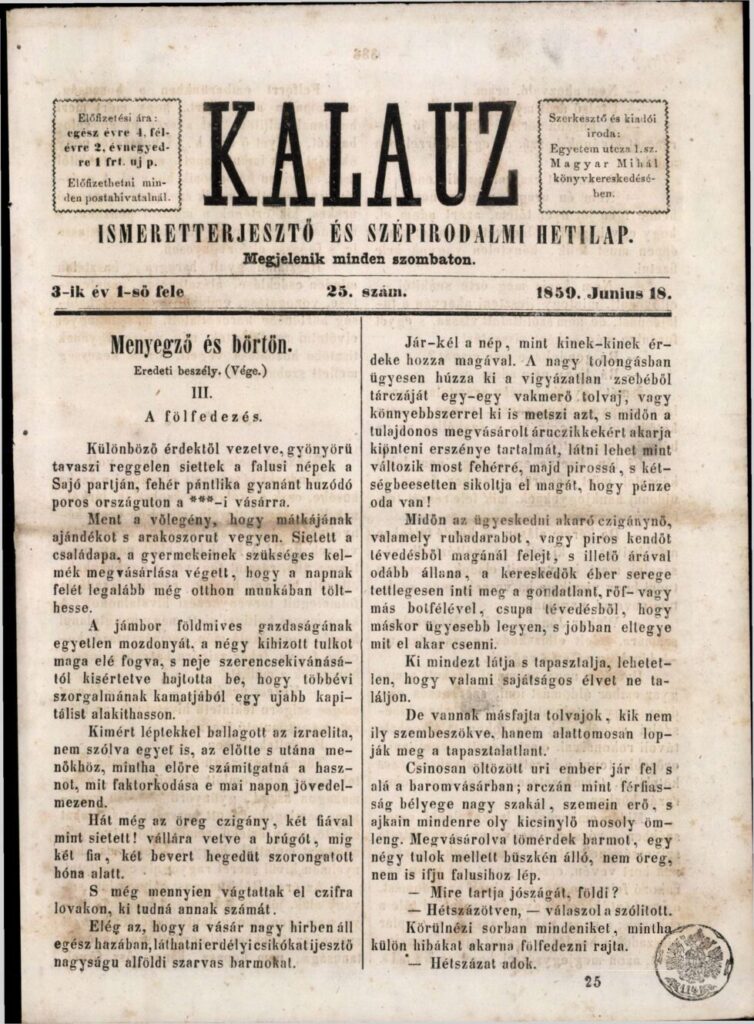 Előfizetési ára:
egész évre 4, fél-
évre 2, évnegyed-
re 1 frt. uj p.
Előfizethetni min-
den postahivatalnál.
KALAUZ
Szerkesztő és kiadói
iroda:
Egyetem utcza 1. sz.
Magyar Mihál
könyvkereskedésé-
ben.
ISMERETTERJESZTŐ ÉS SZÉPIRODALMI HETILAP.
Megjelenik minden szombaton.
3-ik év 1-ső fele 25. szám. 1859. Junius 18.
Menyegző és börtön.
Eredeti beszély. (Vége.)
III.
A fölfedezés.
Különböző érdektől vezetve, gyönyörü
tavaszi reggelen siettek a falusi népek a
Sajó partján, fehér pántlika gyanánt huzódó
poros országuton a ***-i vásárra.
Ment a vőlegény, hogy mátkájának
ajándékot s arakoszorut vegyen. Sietett a
családapa, a gyermekeinek szükséges kel-
mék megvásárlása végett, hogy a napnak
felét legalább még otthon munkában tölt-
hesse.
A jámbor földmives gazdaságának
egyetlen mozdonyát, a négy kihizott tulkot
maga elé fogva, s neje szerencsekivánásá-
tól kisértetve hajtotta be, hogy többévi
szorgalmának kamatjából egy ujabb kapi-
tálist alakithasson.
Kimért léptekkel ballagott az izraelita,
nem szólva egyet is, az előtte s utána me-
nőkhöz, mintha előre számitgatná a hasz-
not, mit faktorkodása e mai napon jövedel-
mezend.
Hát még az öreg czigány, két fiával
mint sietett! vállára vetve a brúgót, mig
két fia, két bevert hegedüt szorongatott
hóna alatt.
S még mennyien vágtattak el czifra
lovakon, ki tudná annak számát.
Elég az, hogy a vásár nagy hirben áll
egész hazában, láthatni erdélyi csikókat ijesztő
nagyságu alföldi szarvas barmokat.
Jár-kél a nép, mint kinek-kinek ér-
deke hozza magával. A nagy tolongásban
ügyesen húzza ki a vigyázatlan zsebéből
tárczáját egy-egy vakmerő tolvaj, vagy
könnyebbszerrel ki is metszi azt, s midőn a
tulajdonos megvásárolt áruczikkekért akarja
kiönteni erszénye tartalmát, látni lehet mint
változik most fehérré, majd pirossá, s két-
ségbeesetten sikoltja el magát, hogy pénze
oda van!
Midőn az ügyeskedni akaró czigánynő,
valamely ruhadarabot, vagy piros kendőt
tévedésből magánál felejt, s illető árával
odább állana, a kereskedők éber serege
tettlegesen inti meg a gondatlant, rőf- vagy
más botfélével, csupa tévedésből, hogy
máskor ügyesebb legyen, s jobban eltegye
mit el akar csenni.
Ki mindezt látja s tapasztalja, lehetet-
len, hogy valami sajátságos élvet ne ta-
láljon.
De vannak másfajta tolvajok, kik nem
ily szembeszökve, hanem alattomosan lop-
ják meg a tapasztalatlant.
Csinosan öltözött uri ember jár fel s
alá a baromvásárban; arczán mint férfias-
ság bélyege nagy szakál, szemein erő, s
ajkain mindenre oly kicsinylő mosoly öm-
leng. Megvásárolva tömérdek barmot, egy
négy tulok mellett büszkén álló, nem öreg,
nem is ifju falusihoz lép.
— Mire tartja jószágát, földi?
— Hétszázötven, — válaszol a szólitott.
Körülnézi sorban mindeniket, mintha
külön hibákat akarna fölfedezni rajta.
— Hétszázat adok.
25